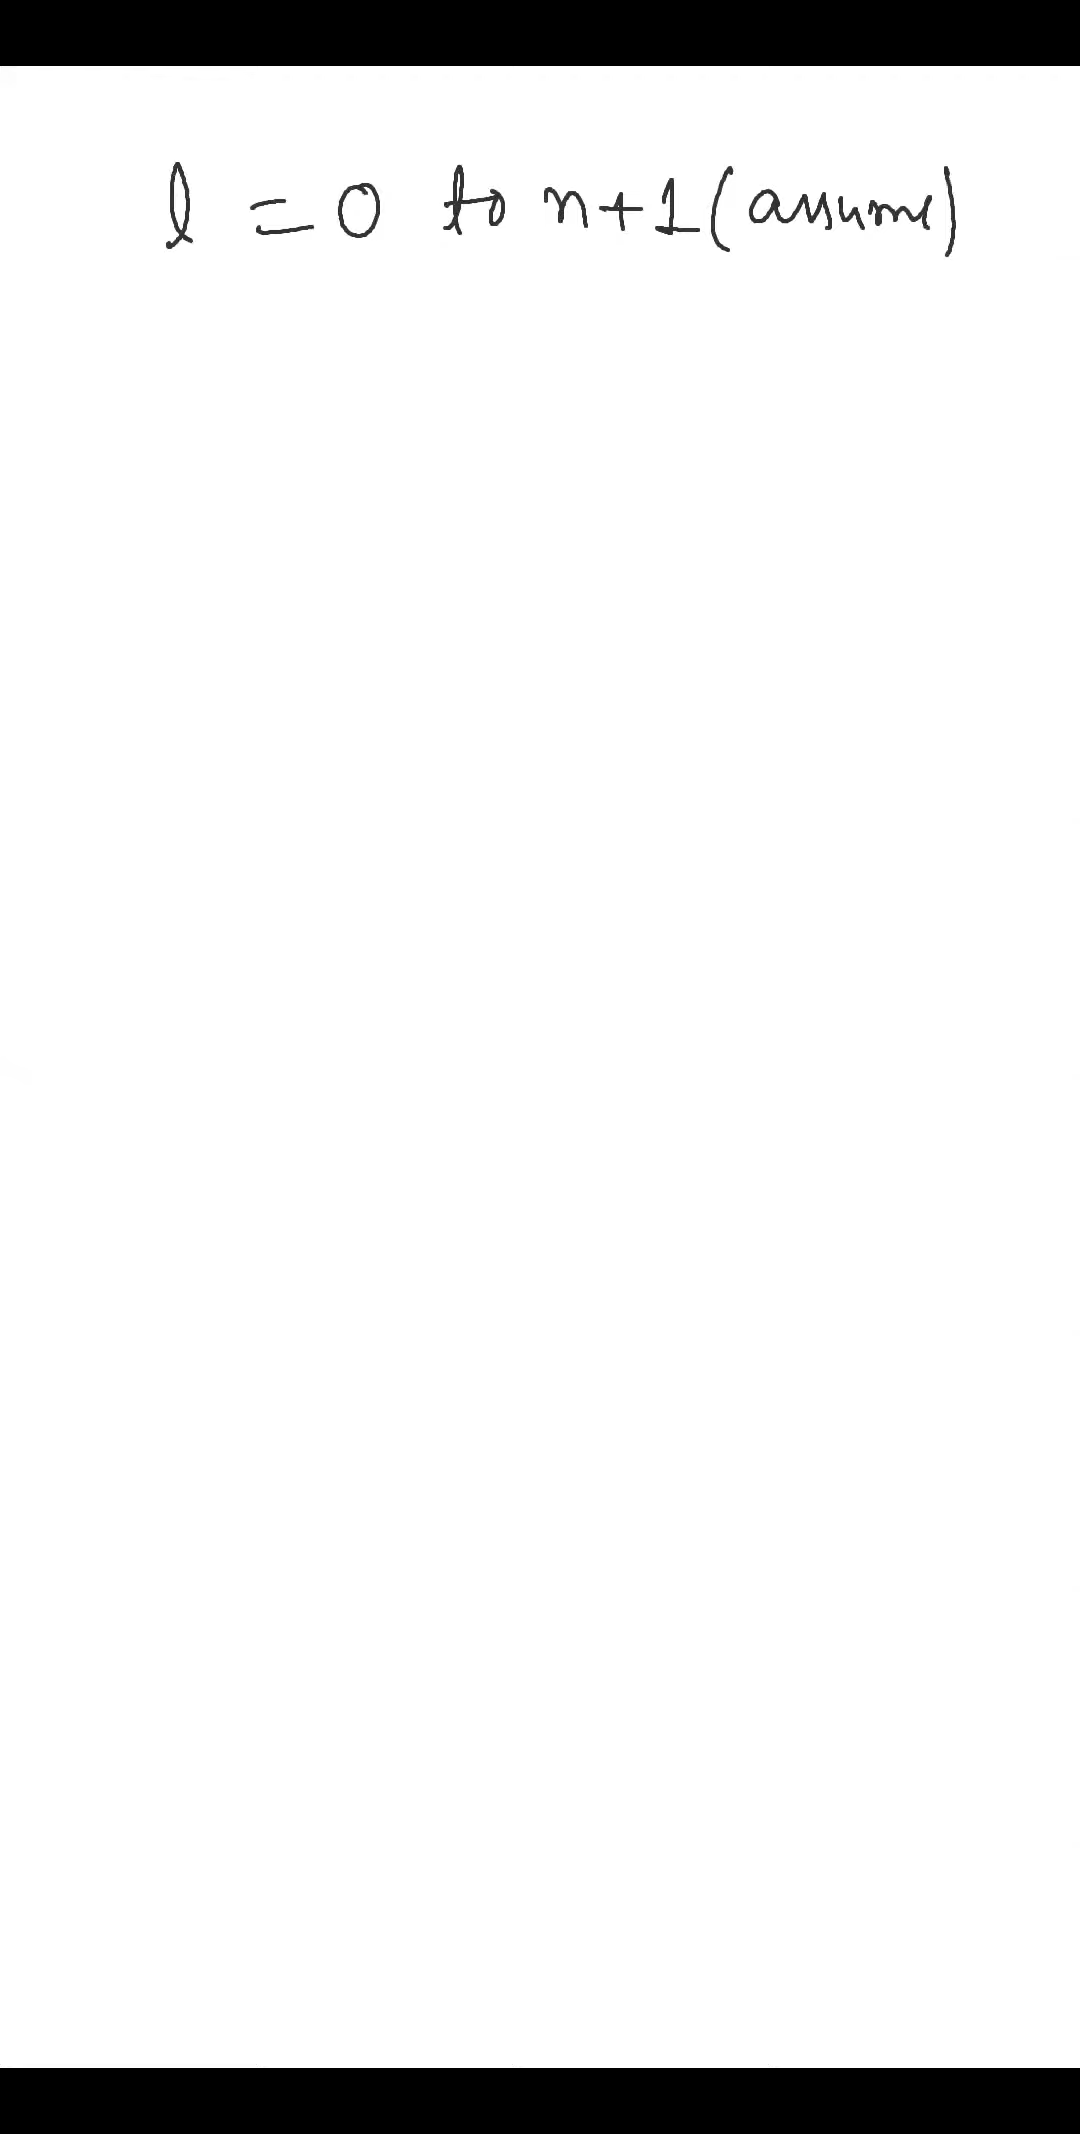 l = 0 to n+1 (assume)